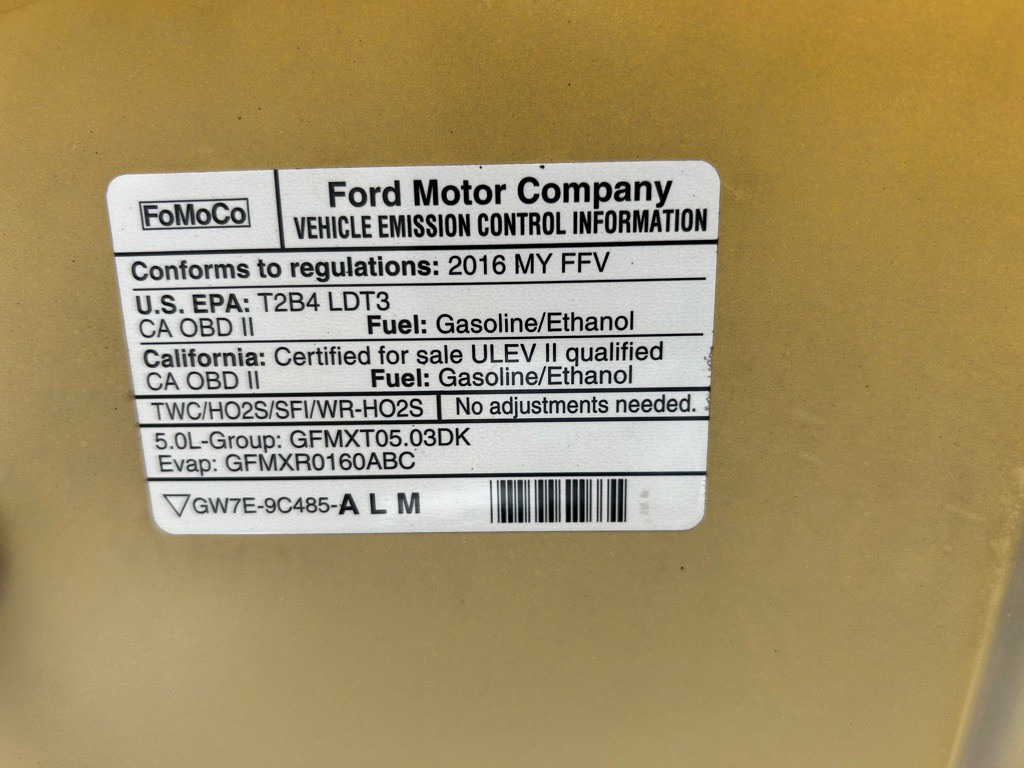 FoMoCo
Ford Motor Company
VEHICLE EMISSION CONTROL INFORMATION
Conforms to regulations: 2016 MY FFV
U.S. EPA: T2B4 LDT3
CA OBD II Fuel: Gasoline/Ethanol
California: Certified for sale ULEV II qualified
CA OBD II Fuel: Gasoline/Ethanol
TWC/HO2S/SFI/WR-HO2S No adjustments needed.
5.0L-Group: GFMXT05.03DK
Evap: GFMXR0160ABC
GW7E-9C485-A L M